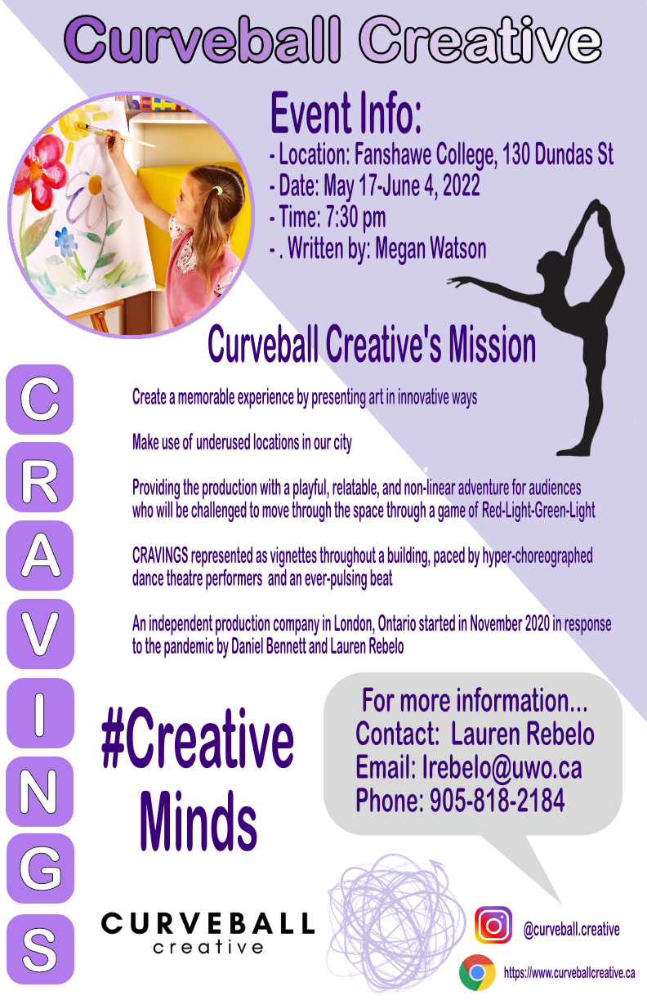 Curveball Creative
Event Info:
- Location: Fanshawe College, 130 Dundas St
- Date: May 17-June 4, 2022
- Time: 7:30 pm
- . Written by: Megan Watson
Curveball Creative's Mission
Create a memorable experience by presenting art in innovative ways
Make use of underused locations in our city
Providing the production with a playful, relatable, and non-linear adventure for audiences
who will be challenged to move through the space through a game of Red-Light-Green-Light
CRAVINGS represented as vignettes throughout a building, paced by hyper-choreographed
dance theatre performers and an ever-pulsing beat
An independent production company in London, Ontario started in November 2020 in response
to the pandemic by Daniel Bennett and Lauren Rebelo
C
R
A
V
I
N
G
S
#Creative
Minds
For more information...
Contact: Lauren Rebelo
Email: lrebelo@uwo.ca
Phone: 905-818-2184
CURVEBALL
creative
@curveball.creative
https://www.curveballcreative.ca